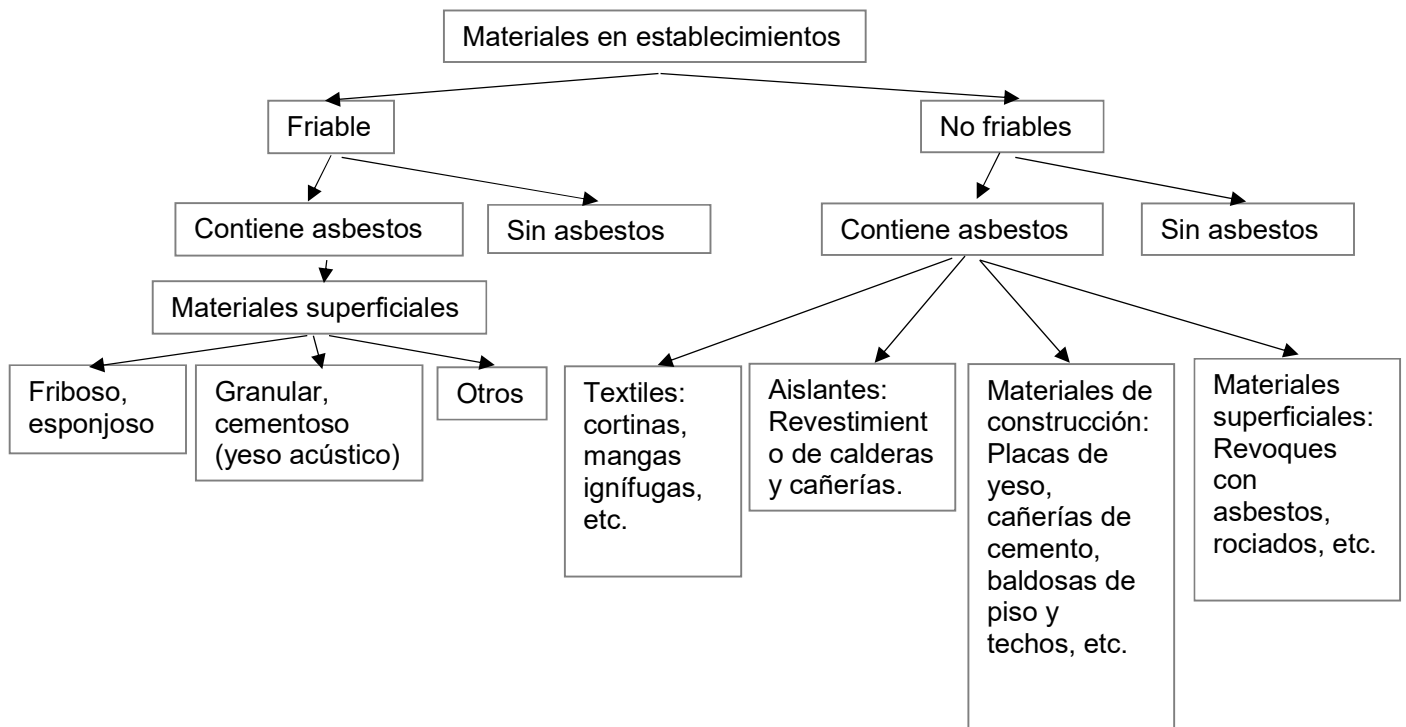 Materiales en establecimientos
Friable
No friables
Contiene asbestos
Sin asbestos
Contiene asbestos
Sin asbestos
Materiales superficiales
Friboso,
esponjoso
Granular,
cementoso
(yeso acústico)
Otros
Textiles:
cortinas,
mangas
ignífugas,
etc.
Aislantes:
Revestimient
o de calderas
y cañerías.
Materiales de
construcción:
Placas de
yeso,
cañerías de
cemento,
baldosas de
piso y
techos, etc.
Materiales
superficiales:
Revoques
con
asbestos,
rociados, etc.